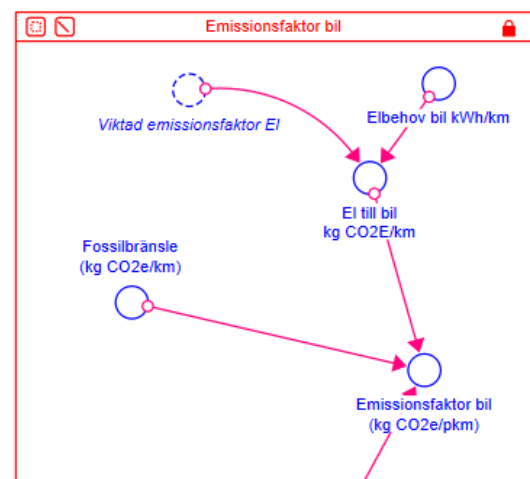 Emissionsfaktor bil
Viktad emissionsfaktor El
Elbehov bil kWh/km
El till bil
kg CO2E/km
Fossilbränsle
(kg CO2e/km)
Emissionsfaktor bil
(kg CO2e/pkm)